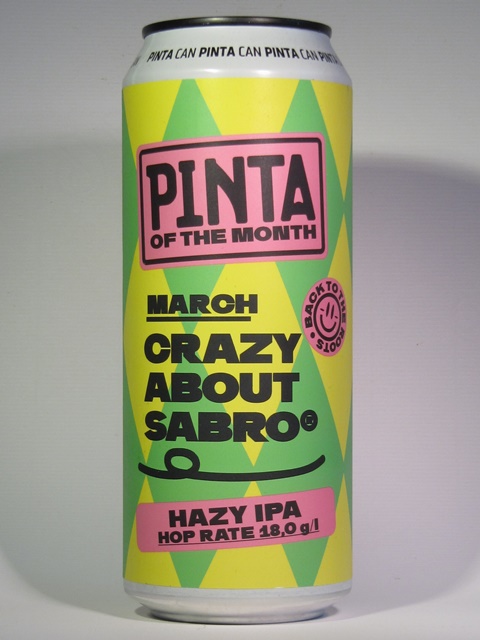 PINTA CAN PINTA CAN PINTA CAN PINTA
PINTA
OF THE MONTH
MARCH
BACK TO THE ROOTS
CRAZY
ABOUT
SABRO®
HAZY IPA
HOP RATE 18,0 g/l